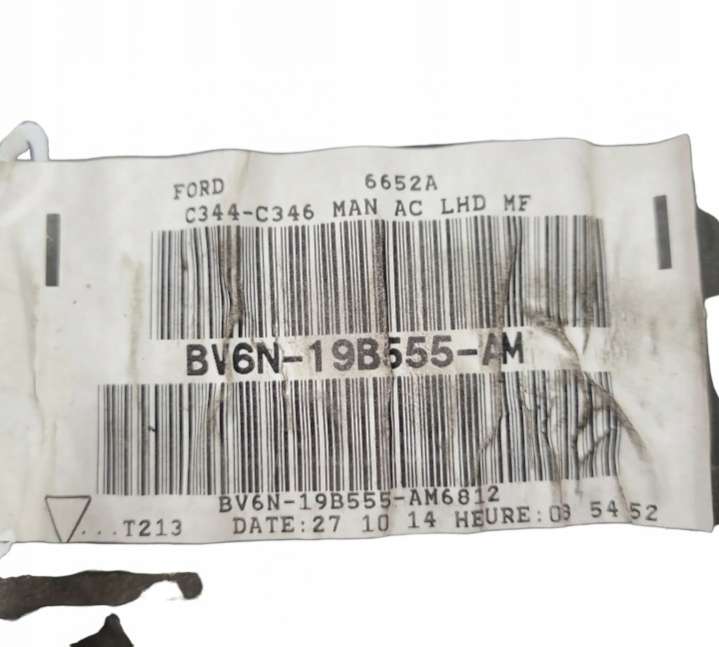 FORD 6652A
C344-C346 MAN AC LHD MF
BV6N-19B555-AM
BV6N-19B555-AM6812
...T213 DATE:27 10 14 HEURE:03 54 52